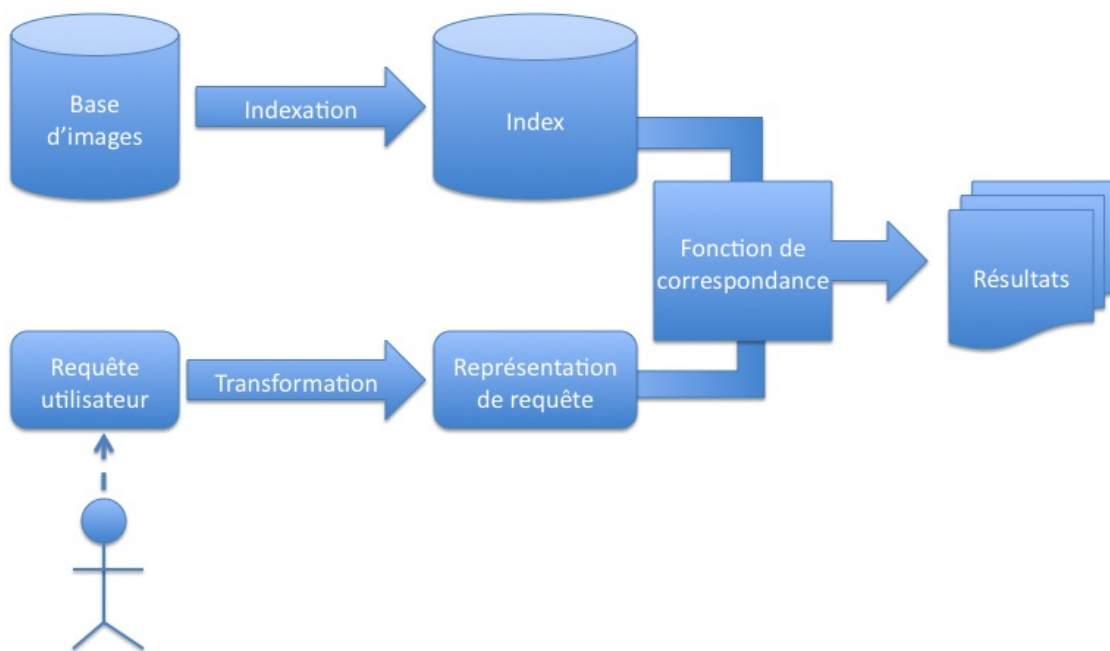 Base
d'images
Indexation
Index
Fonction de
correspondance
Résultats
Requête
utilisateur
Transformation
Représentation
de requête